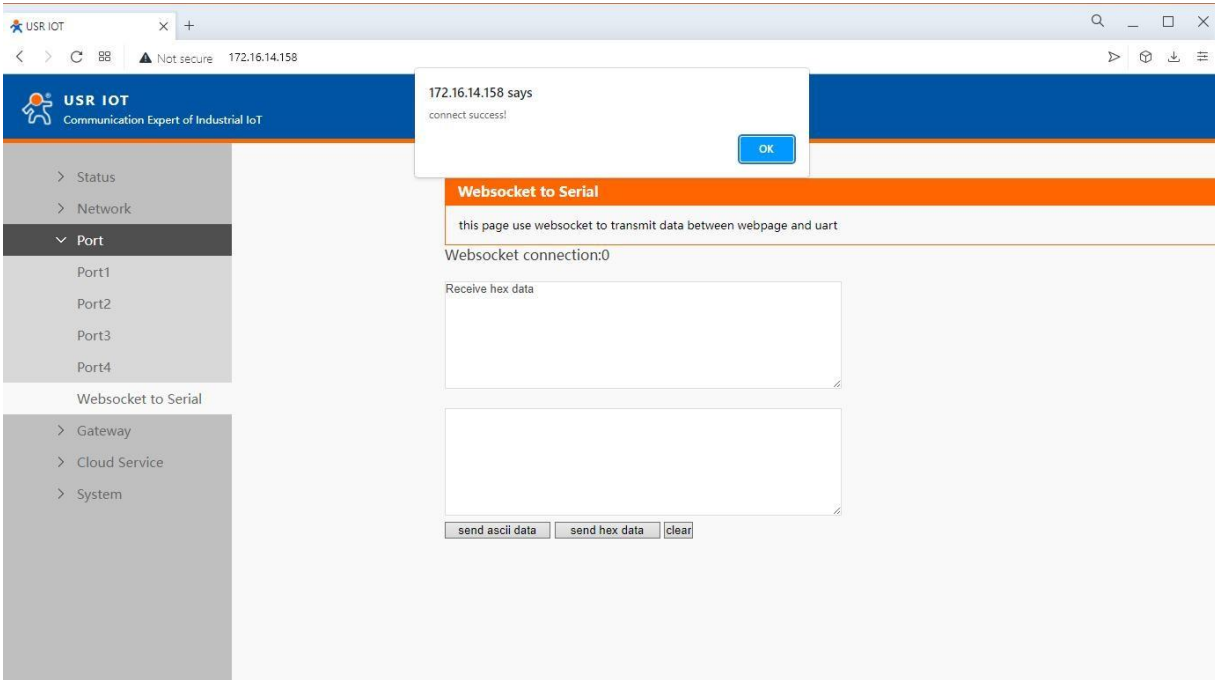 USR IOT
Not secure 172.16.14.158
172.16.14.158 says
connect success!
OK
USR IOT
Communication Expert of Industrial IoT
Status
Network
Port
Port1
Port2
Port3
Port4
Websocket to Serial
Gateway
Cloud Service
System
Websocket to Serial
this page use websocket to transmit data between webpage and uart
Websocket connection:0
Receive hex data
send ascii data send hex data clear